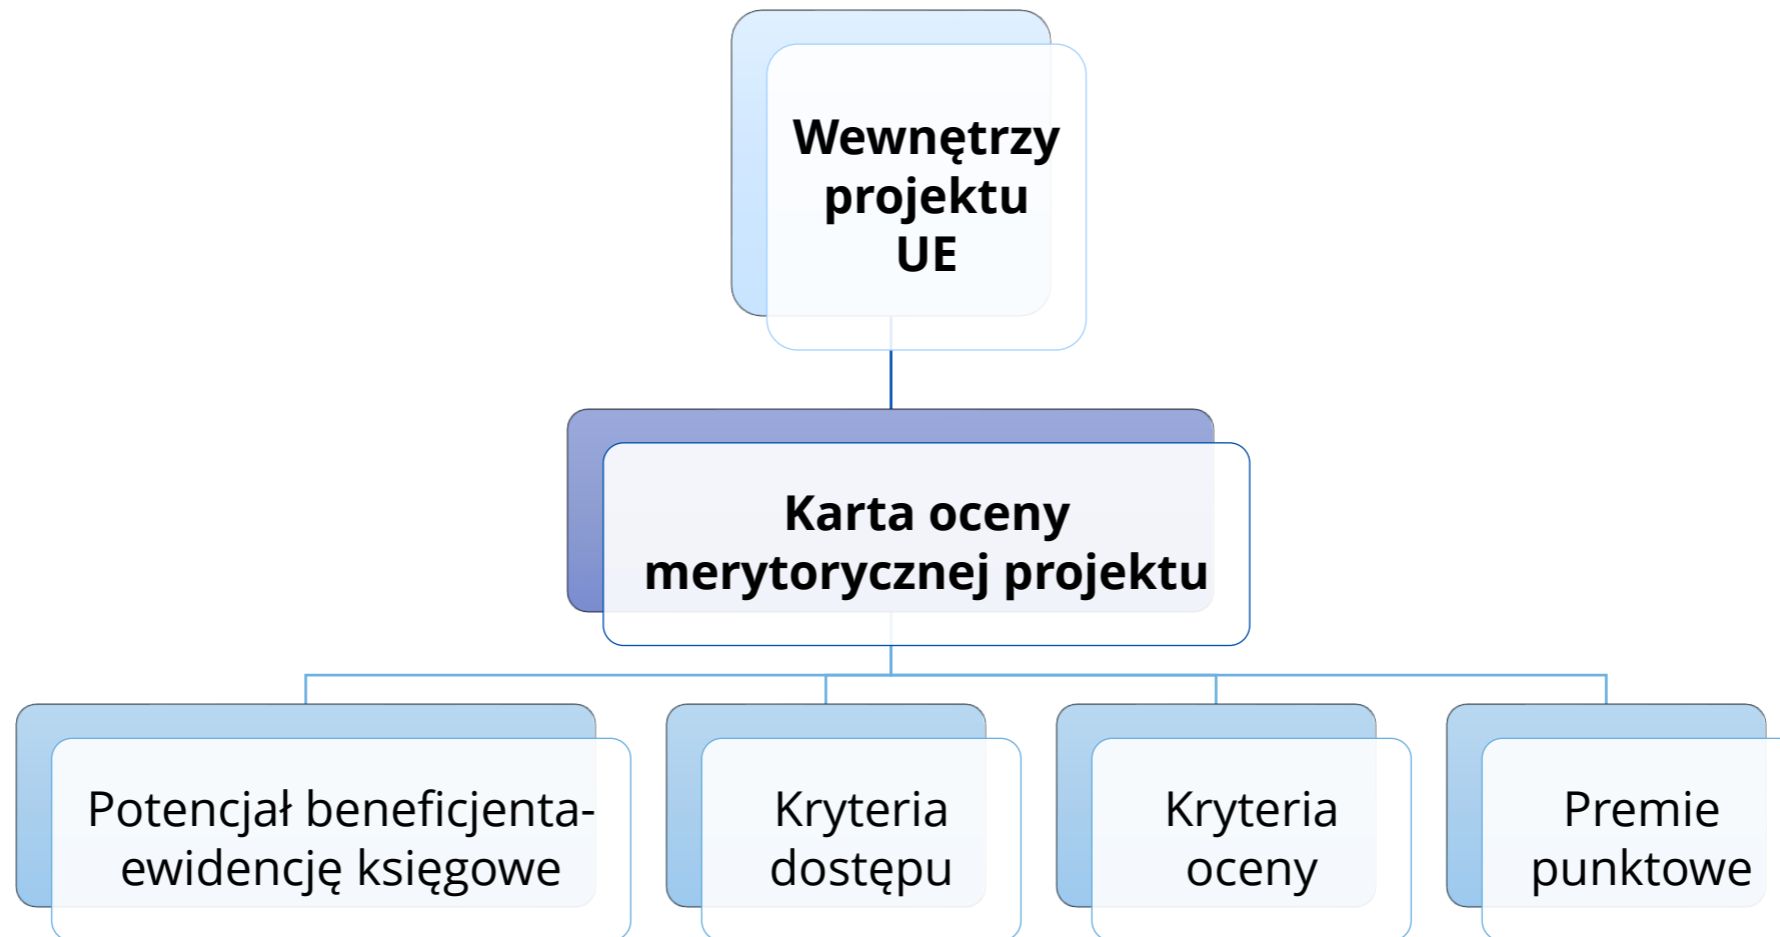 Wewnętrzy
projektu
UE
Karta oceny
merytorycznej projektu
Potencjał beneficjenta-
ewidencję księgowe
Kryteria
dostępu
Kryteria
oceny
Premie
punktowe